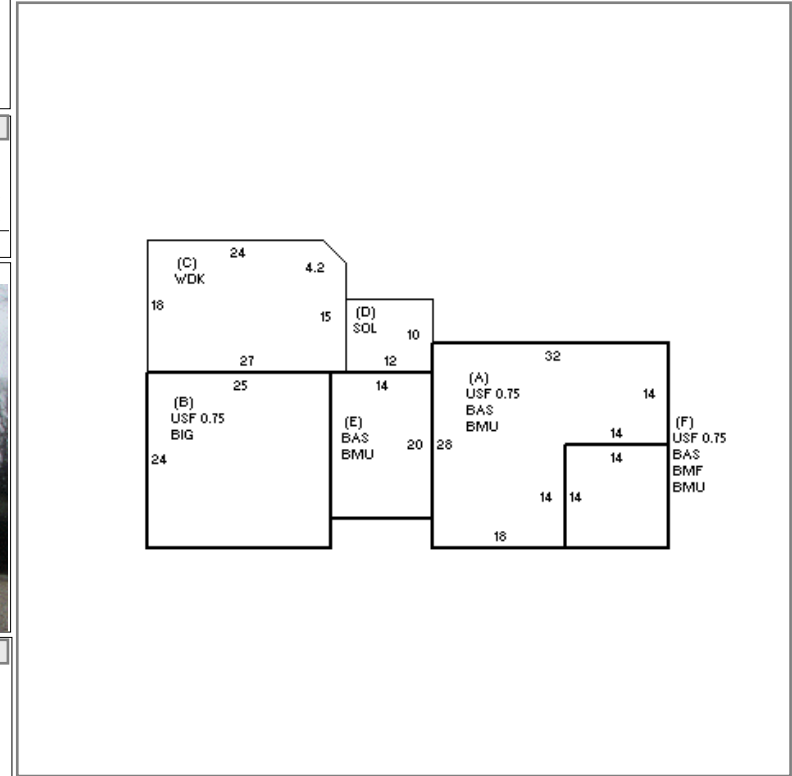 24
(C)
WDK
4.2
18
15
27
(D)
SOL
10
12
32
25
14
(B)
USF 0.75
BIG
24
(E)
BAS
BMU
20
28
(A)
USF 0.75
BAS
BMU
14
14
14
14
14
18
(F)
USF 0.75
BAS
BMF
BMU